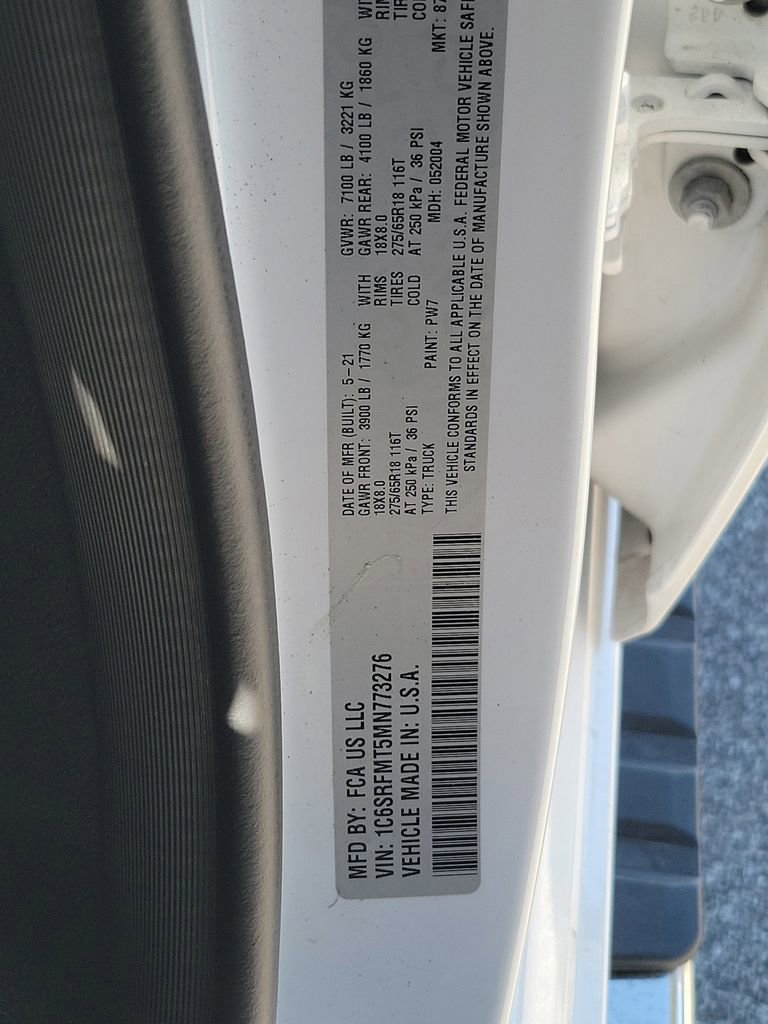 MFD BY: FCA US LLC
VIN: 1C6SRFMT5MN773276
VEHICLE MADE IN: U.S.A.
DATE OF MFR (BUILT): 5-21 GVWR: 7100 LB / 3221 KG
GAWR FRONT: 3900 LB / 1770 KG WITH GAWR REAR: 4100 LB / 1860 KG
18X8.0 RIMS 18X8.0
275/65R18 116T TIRES 275/65R18 116T
AT 250 kPa / 36 PSI COLD AT 250 kPa / 36 PSI
TYPE: TRUCK PAINT: PW7 MDH: 052004 MKT: 
THIS VEHICLE CONFORMS TO ALL APPLICABLE U.S.A. FEDERAL MOTOR VEHICLE
STANDARDS IN EFFECT ON THE DATE OF MANUFACTURE SHOWN ABOVE.